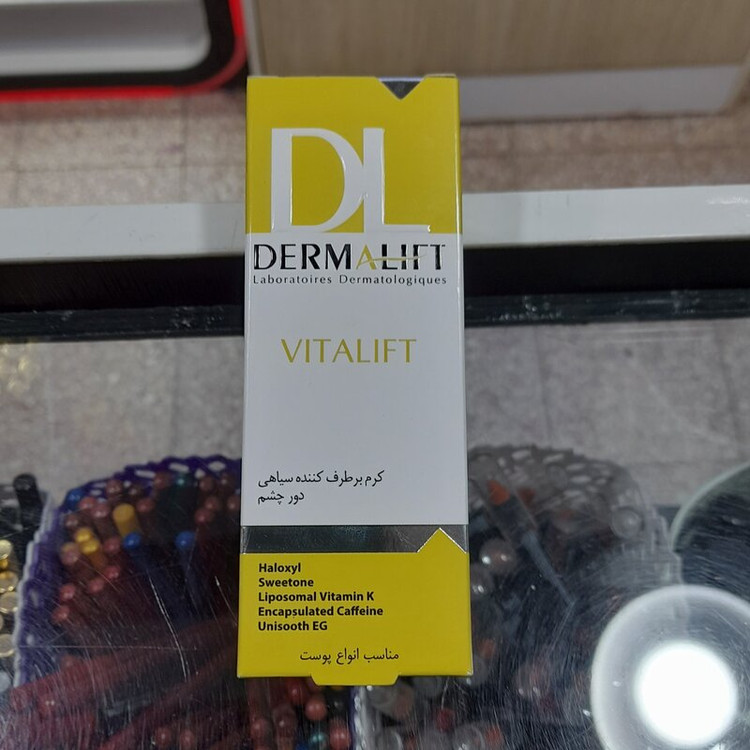 DL
DERMALIFT
Laboratoires Dermatologiques
VITALIFT
کرم برطرف کننده سیاهی
دور چشم
Haloxyl
Sweetone
Liposomal Vitamin K
Encapsulated Caffeine
Unisooth EG
مناسب انواع پوست